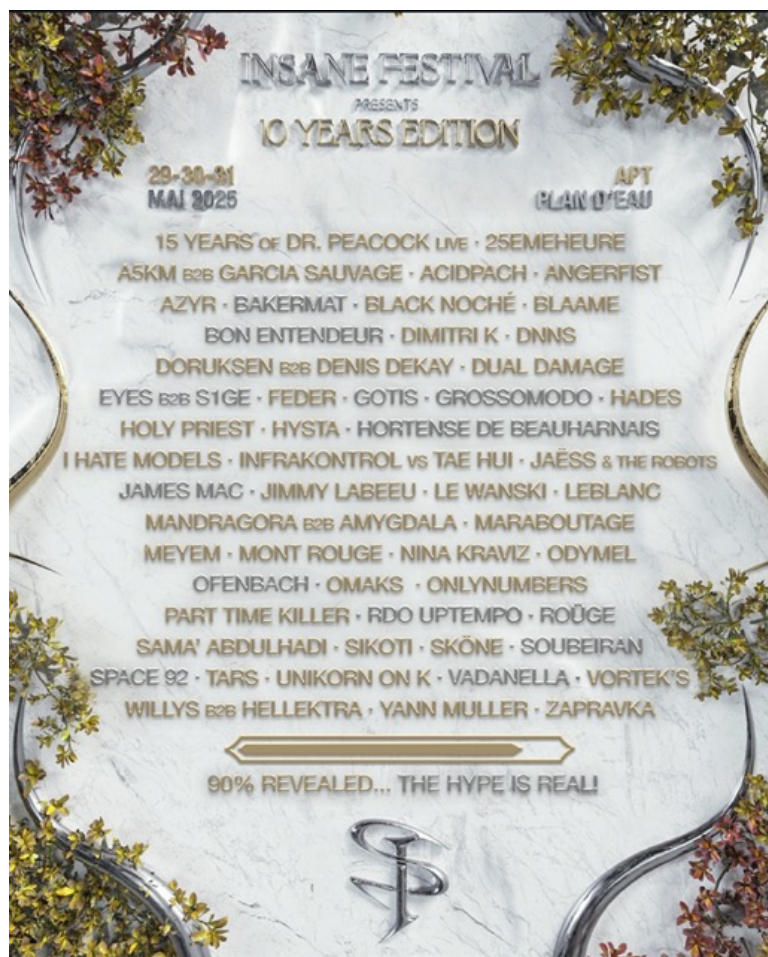 INSANE FESTIVAL
PRESENTS
10 YEARS EDITION
29-30-31
MAI 2025
APT
PLAN D'EAU
15 YEARS OF DR. PEACOCK LIVE · 25EMEHEURE
A5KM B2B GARCIA SAUVAGE · ACIDPACH · ANGERFIST
AZYR · BAKERMAT · BLACK NOCHÉ · BLAAME
BON ENTENDEUR · DIMITRI K · DNNS
DORUKSEN B2B DENIS DEKAY · DUAL DAMAGE
EYES B2B S1GE · FEDER · GOTIS · GROSSOMODO · HADES
HOLY PRIEST · HYSTA · HORTENSE DE BEAUHARNAIS
I HATE MODELS · INFRAKONTROL VS TAE HUI · JAËSS & THE ROBOTS
JAMES MAC · JIMMY LABEEU · LE WANSKI · LEBLANC
MANDRAGORA B2B AMYGDALA · MARABOUTAGE
MEYEM · MONT ROUGE · NINA KRAVIZ · ODYMEL
OFENBACH · OMAKS · ONLYNUMBERS
PART TIME KILLER · RDO UPTEMPO · ROÜGE
SAMA' ABDULHADI · SIKOTI · SKÖNE · SOUBEIRAN
SPACE 92 · TARS · UNIKORN ON K · VADANELLA · VORTEK'S
WILLYS B2B HELLEKTRA · YANN MULLER · ZAPRAVKA
90% REVEALED... THE HYPE IS REAL!